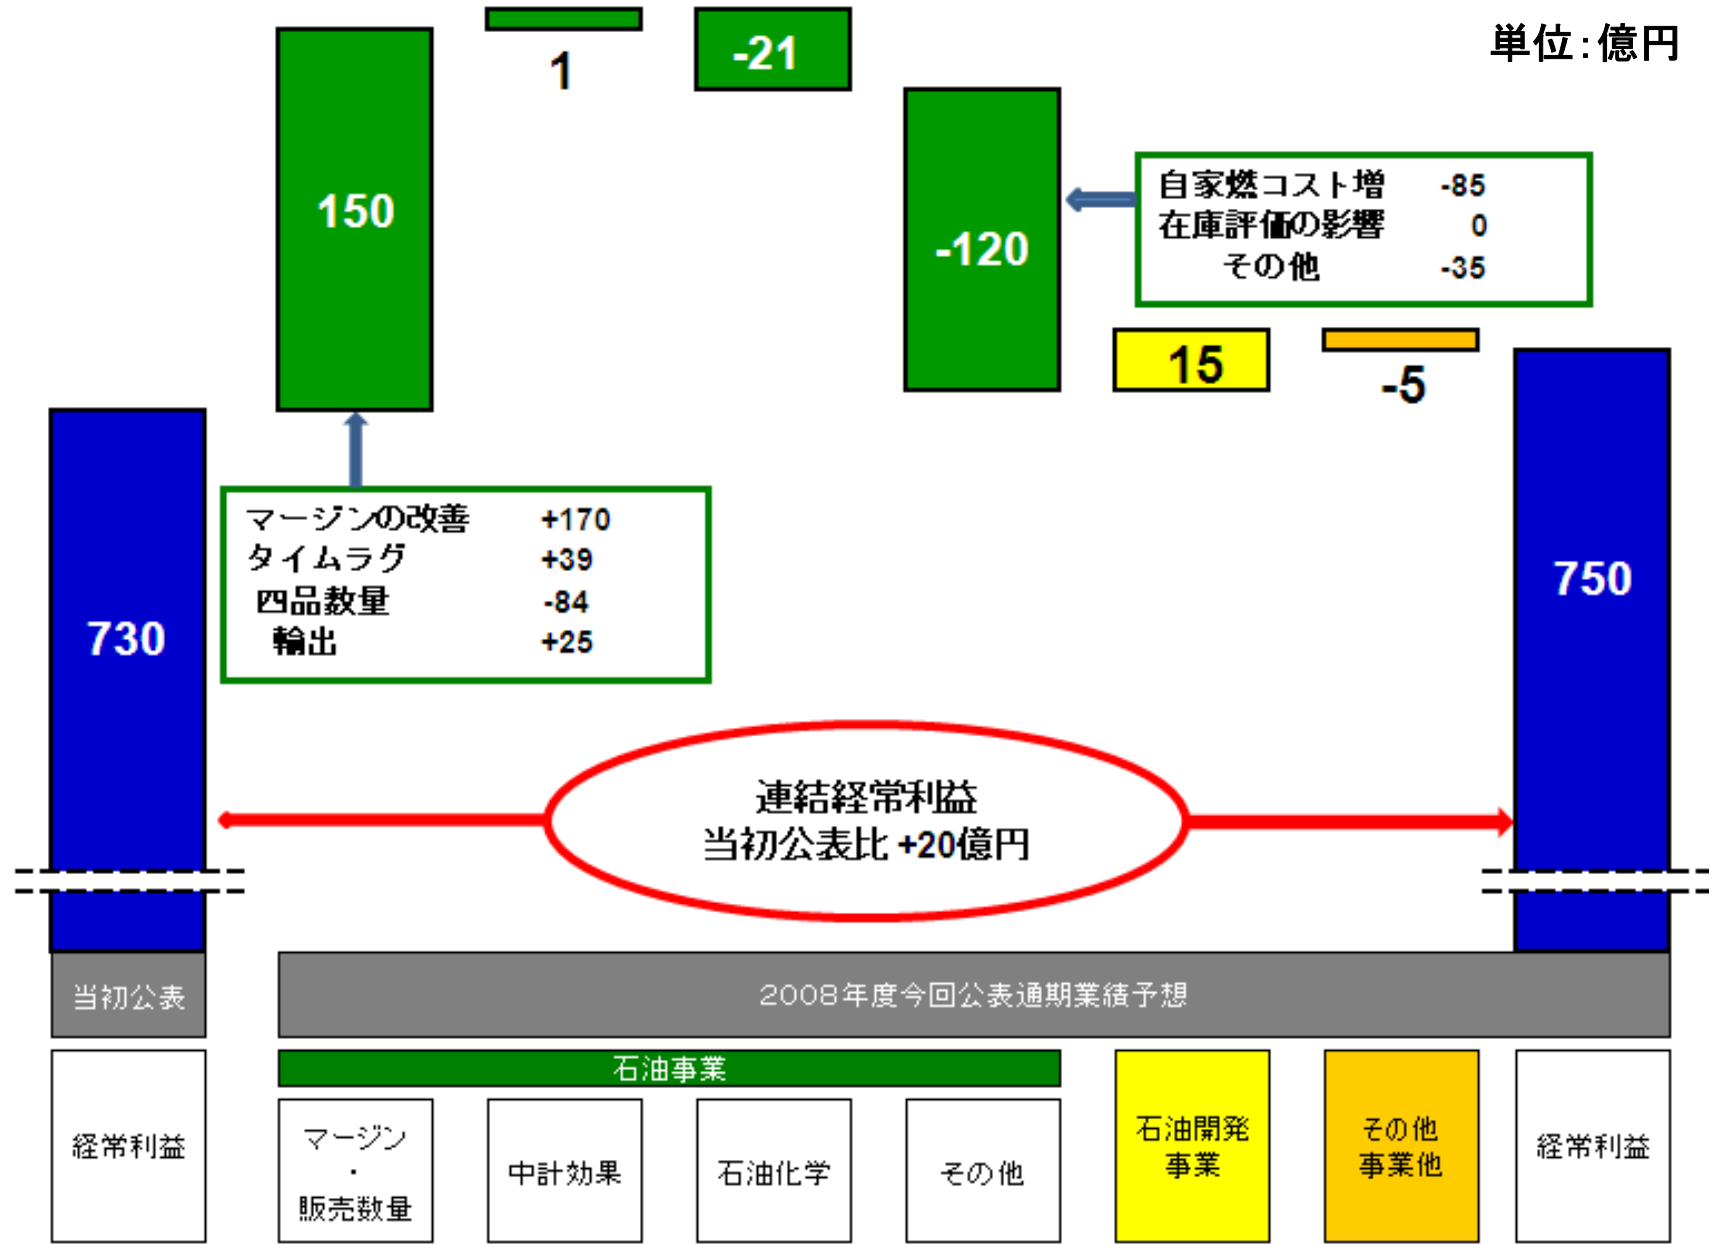 単位：億円
1
-21
150
-120
自家燃コスト増 -85
在庫評価の影響 0
その他 -35
15
-5
730
マージンの改善 +170
タイムラグ +39
四品数量 -84
輸出 +25
750
連結経常利益
当初公表比 +20億円
当初公表
2008年度今回公表通期業績予想
石油事業
経常利益
マージン
・
販売数量
中計効果
石油化学
その他
石油開発
事業
その他
事業他
経常利益